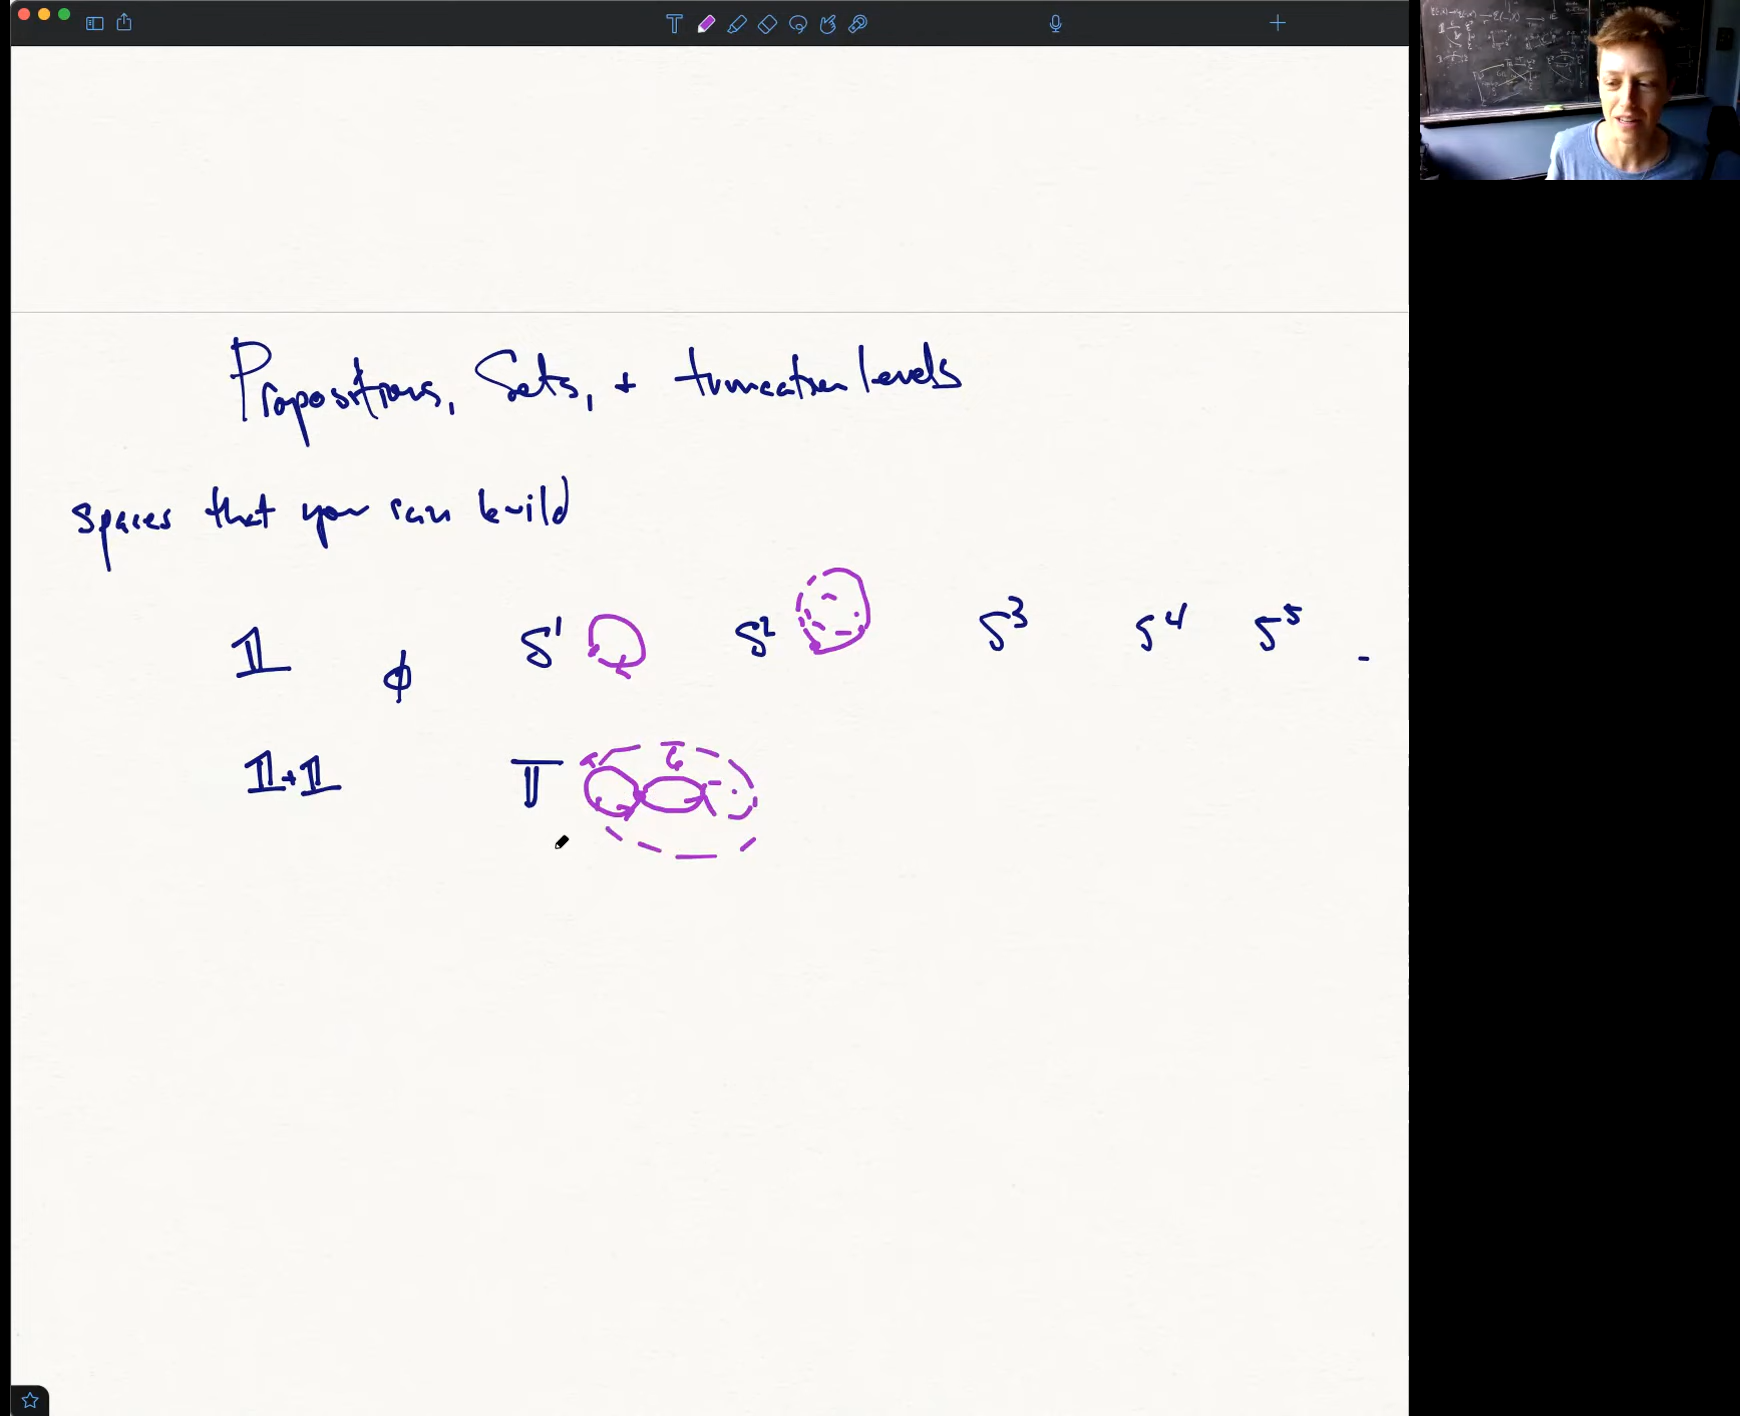 Propositions, Sets, + truncation levels
spaces that you can build
𝟙 ϕ S¹ S² S³ S⁴ S⁵ .
𝟙+𝟙 𝕋